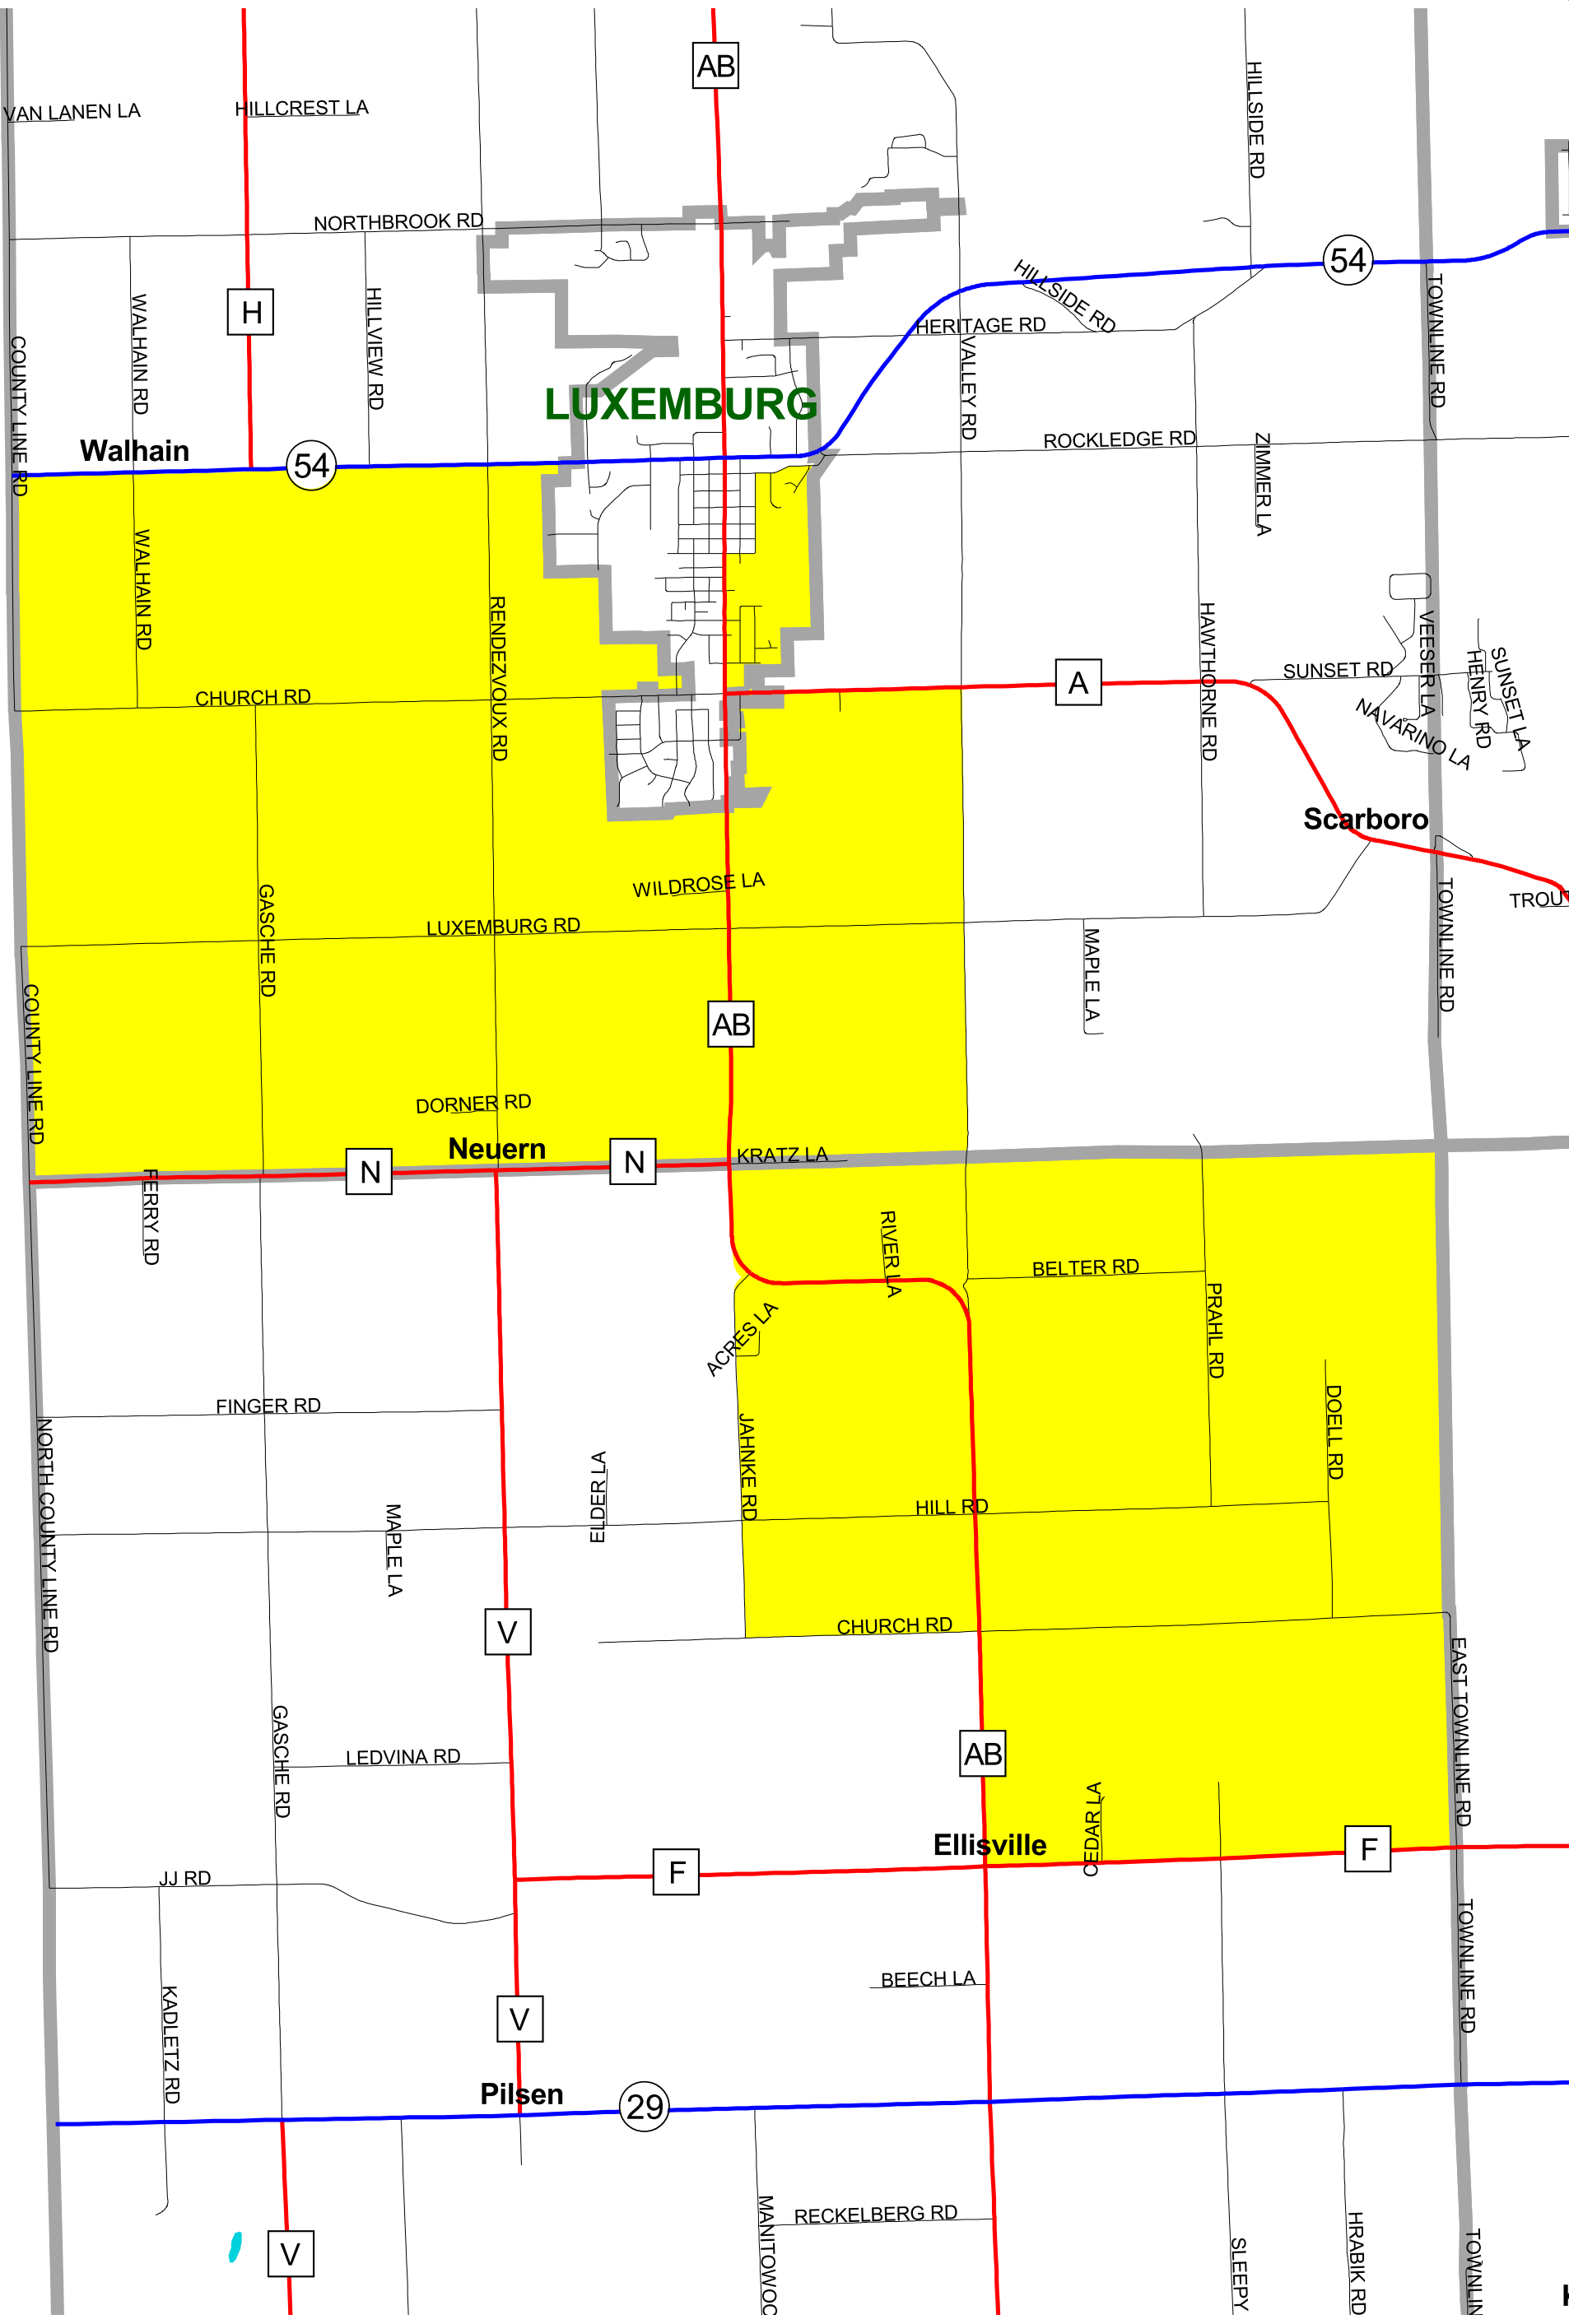 AB
HILLSIDE RD
VAN LANEN LA
HILLCREST LA
NORTHBROOK RD
54
HILLSIDE RD
H
WALHAIN RD
HILLVIEW RD
TOWNLINE RD
HERITAGE RD
COUNTY LINE RD
VALLEY RD
LUXEMBURG
Walhain
54
ROCKLEDGE RD
ZIMMER LA
WALHAIN RD
RENDEZVOUX RD
HAWTHORNE RD
VEESER LA
HENRY RD
SUNSET LA
SUNSET RD
A
CHURCH RD
NAVARINO LA
Scarboro
WILDROSE LA
GASCHE RD
TOWNLINE RD
TROUT
LUXEMBURG RD
MAPLE LA
COUNTY LINE RD
AB
DORNER RD
Neuern
KRATZ LA
N
N
FERRY RD
RIVER LA
BELTER RD
PRAHL RD
ACRES LA
FINGER RD
DOELL RD
NORTH COUNTY LINE RD
JAHNKE RD
ELDER LA
HILL RD
MAPLE LA
V
CHURCH RD
EAST TOWNLINE RD
GASCHE RD
LEDVINA RD
AB
CEDAR LA
Ellisville
F
F
JJ RD
TOWNLINE RD
BEECH LA
KADLETZ RD
V
Pilsen
29
MANITOWOC
RECKELBERG RD
SLEEPY
HRABIK RD
TOWNLIN
V